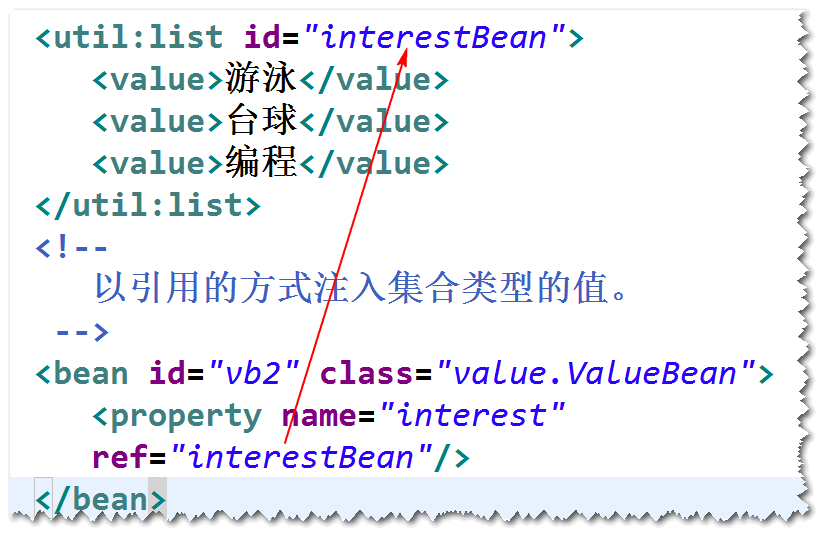 <util:list id="interestBean">
<value>游泳</value>
<value>台球</value>
<value>编程</value>
</util:list>
<!--
以引用的方式注入集合类型的值。
-->
<bean id="vb2" class="value.ValueBean">
<property name="interest"
ref="interestBean"/>
</bean>